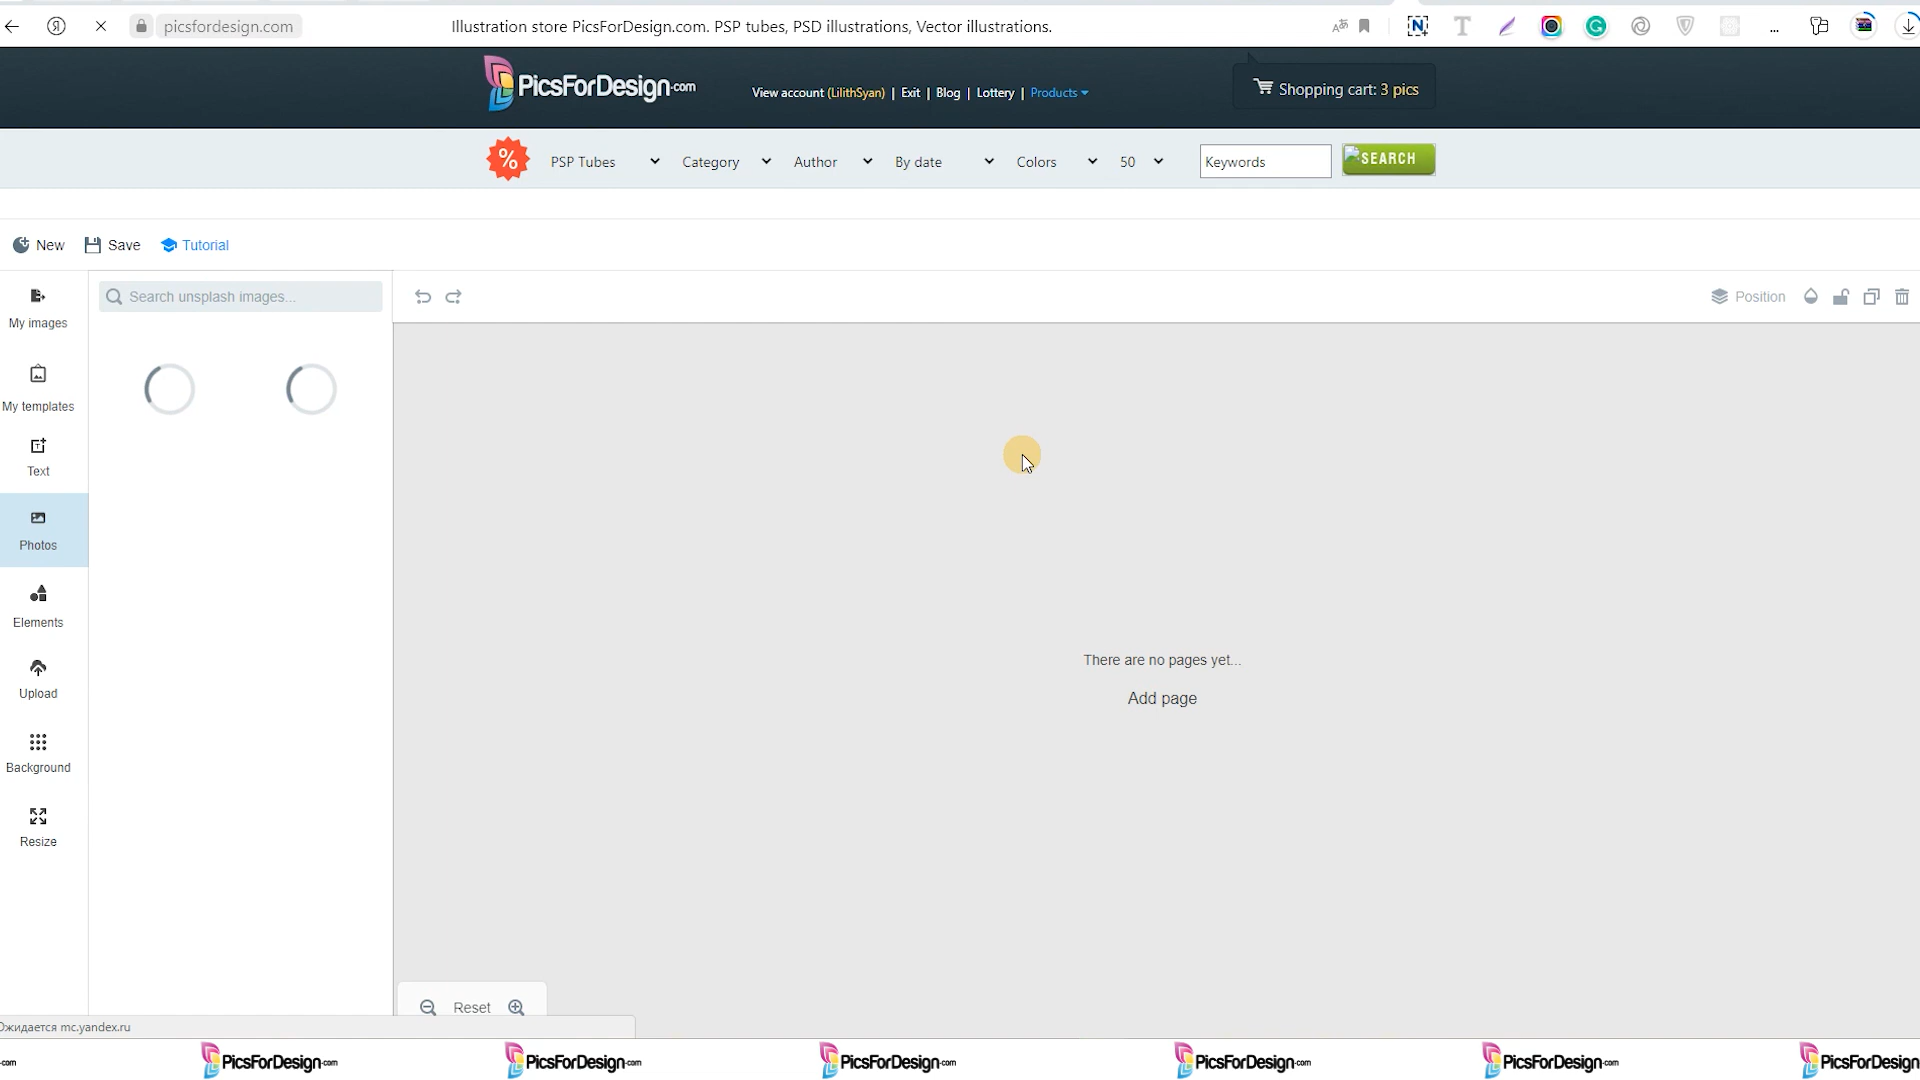 picsfordesign.com
Illustration store PicsForDesign.com. PSP tubes, PSD illustrations, Vector illustrations.
PicsForDesign.com
View account (LilithSyan) | Exit | Blog | Lottery | Products
Shopping cart: 3 pics
%
PSP Tubes
Category
Author
By date
Colors
50
Keywords
SEARCH
New
Save
Tutorial
My images
Search unsplash images...
Position
My templates
Text
Photos
Elements
Upload
Background
Resize
There are no pages yet...
Add page
Reset
Ожидается mc.yandex.ru
.com
PicsForDesign.com
PicsForDesign.com
PicsForDesign.com
PicsForDesign.com
PicsForDesign.com
PicsForDesign